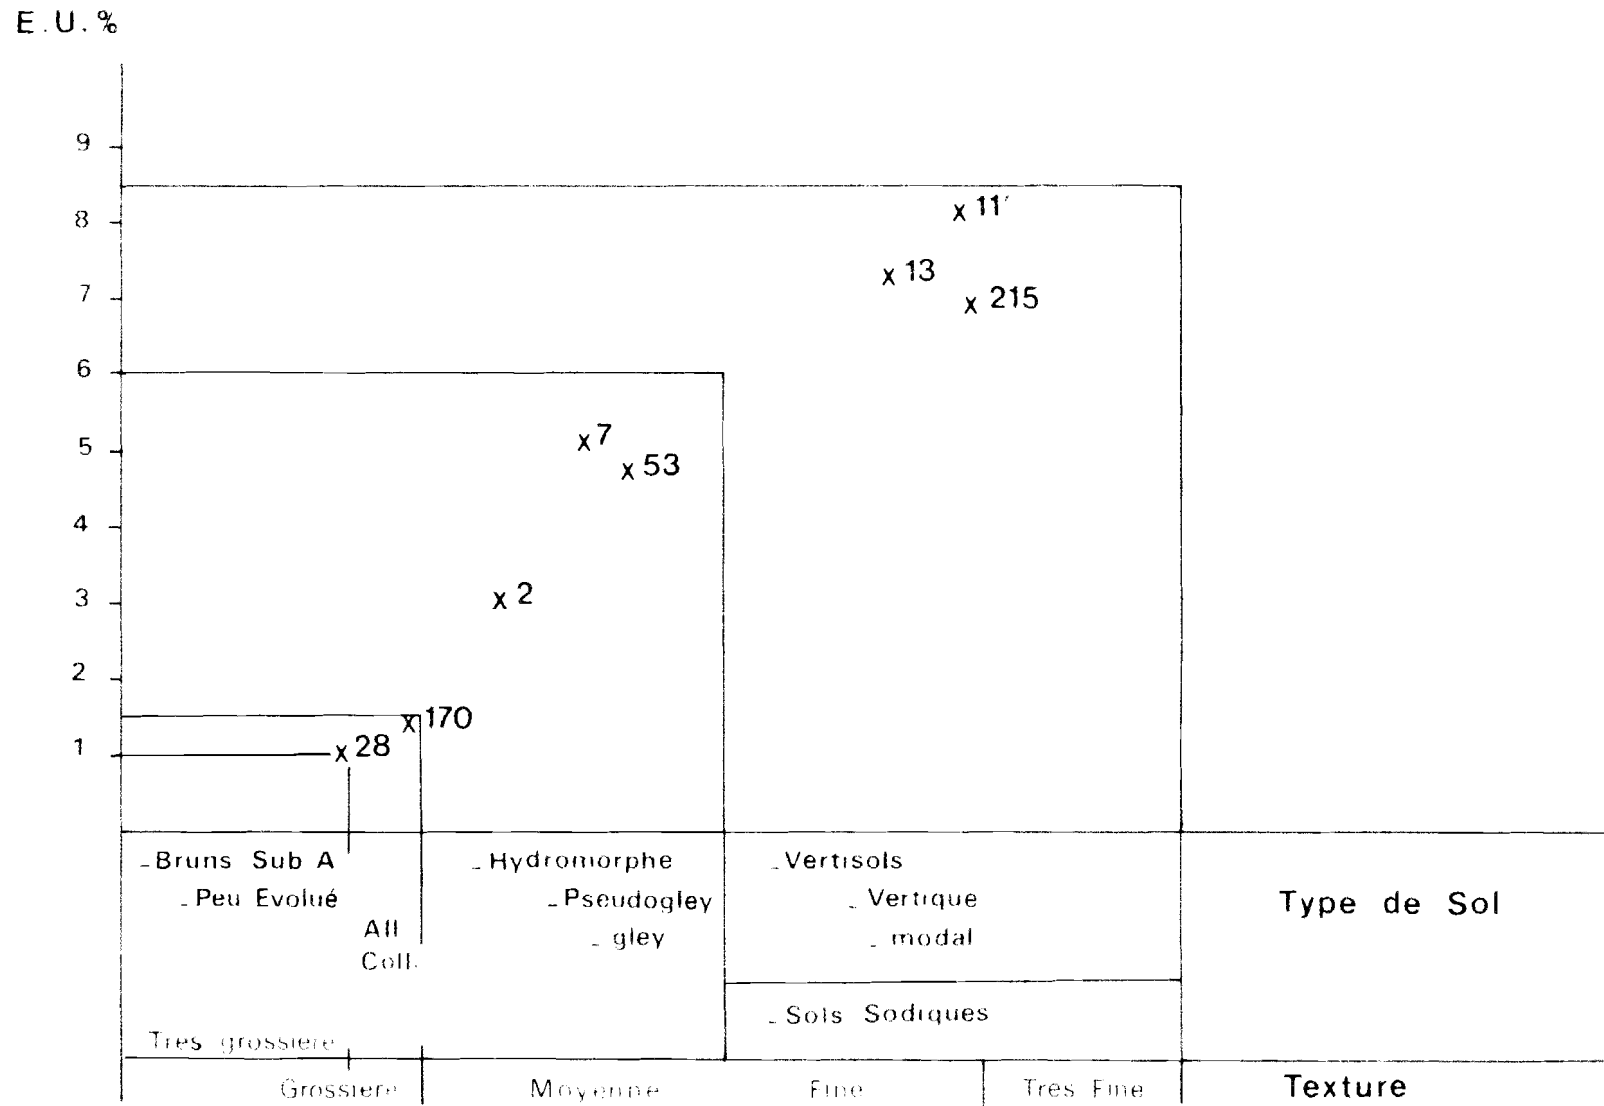 E.U.%
9
8
7
6
5
4
3
2
1
x 11'
x 13
x 215
x 7
x 53
x 2
x 170
x 28
- Bruns Sub A
- Peu Evolué
All
Coll.
- Hydromorphe
- Pseudogley
- gley
- Vertisols
- Vertique
- modal
Type de Sol
- Sols Sodiques
Tres grossiere
Grossiere
Moyenne
Fine
Tres Fine
Texture